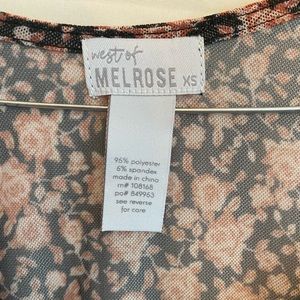 west of
MELROSE XS
95% polyester
5% spandex
made in china
rn# 108168
po# 849963
see reverse
for care